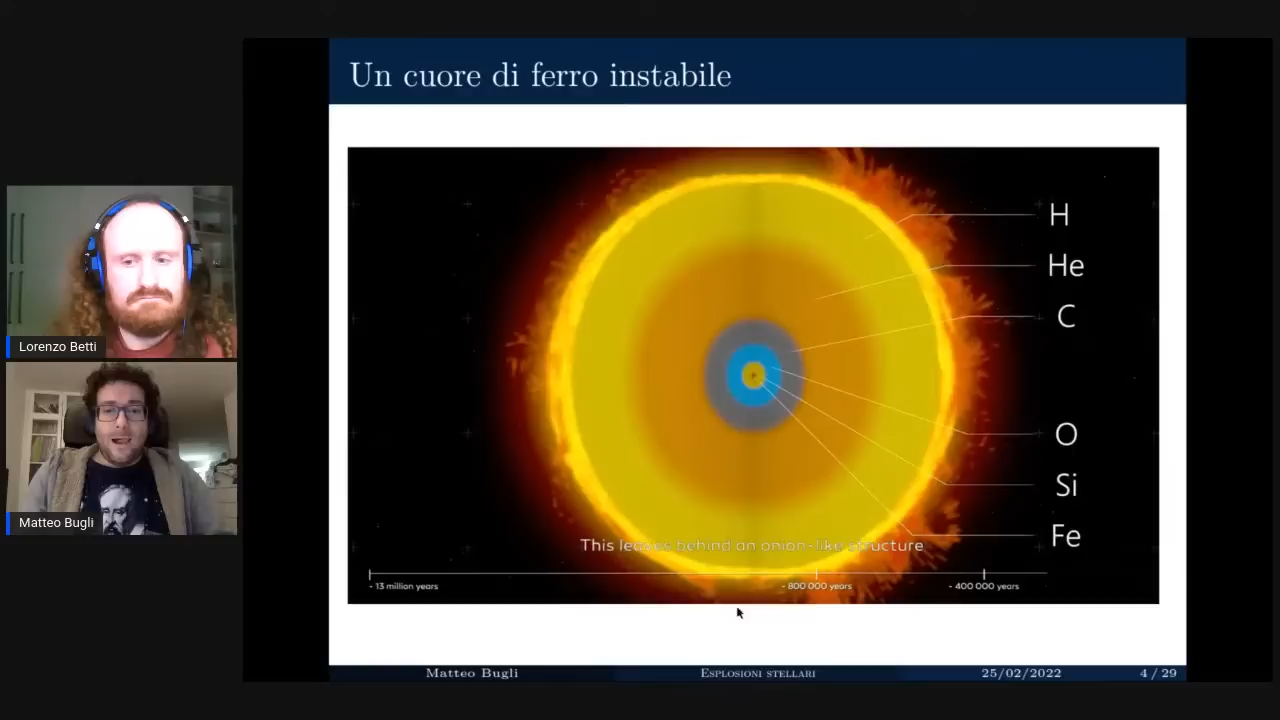 Un cuore di ferro instabile
H
He
C
O
Si
Fe
This leaves behind an onion-like structure
- 13 million years
- 800 000 years
- 400 000 years
Lorenzo Betti
Matteo Bugli
Matteo Bugli
Esplosioni stellari
25/02/2022
4 / 29